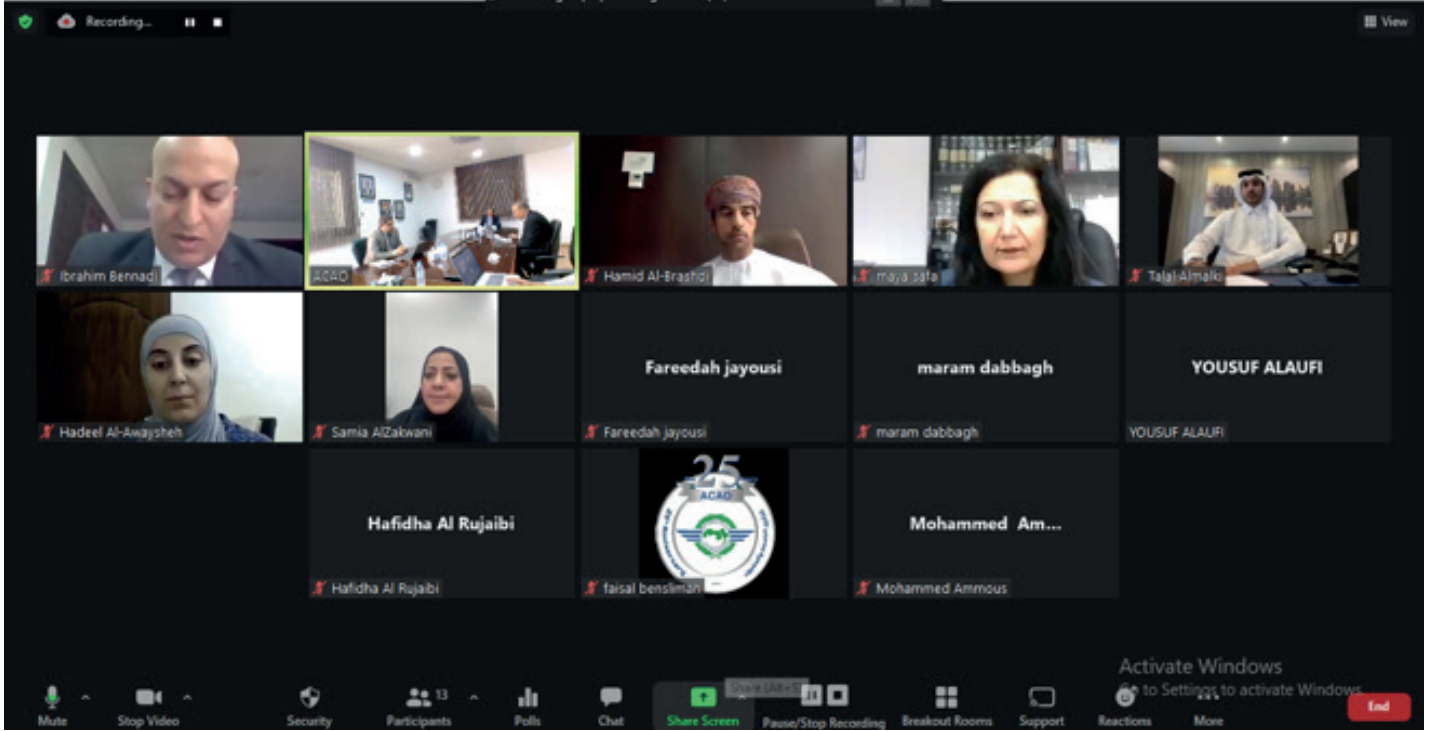 Recording...
View
Ibrahim Bennadi
ACAO
Hamid Al-Brashdi
maya safa
Talal-Almalki
Hadeel Al-Awaysheh
Samia AlZakwani
Fareedah jayousi
Fareedah jayousi
maram dabbagh
maram dabbagh
YOUSUF ALAUFI
YOUSUF ALAUFI
Hafidha Al Rujaibi
Hafidha Al Rujaibi
25
ACAO
faisal bensliman
Mohammed Am...
Mohammed Ammous
Activate Windows
Go to Settings to activate Windows.
Mute
Stop Video
Security
13
Participants
Polls
Chat
Share Screen
Share (Alt+S)
Pause/Stop Recording
Breakout Rooms
Support
Reactions
More
End